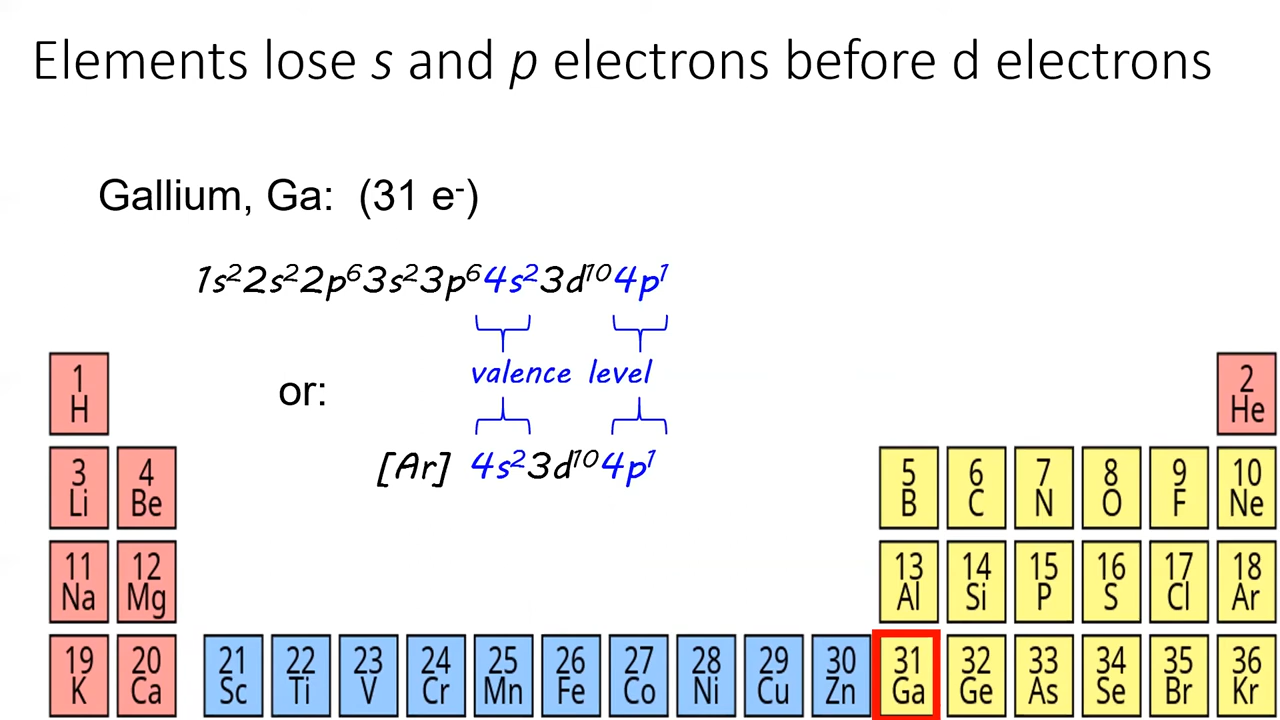 Elements lose s and p electrons before d electrons
Gallium, Ga: (31 e⁻)
1s²2s²2p⁶3s²3p⁶4s²3d¹⁰4p¹
valence level
or:
[Ar] 4s²3d¹⁰4p¹
1 2
H He
3 4 5 6 7 8 9 10
Li Be B C N O F Ne
11 12 13 14 15 16 17 18
Na Mg Al Si P S Cl Ar
19 20 21 22 23 24 25 26 27 28 29 30 31 32 33 34 35 36
K Ca Sc Ti V Cr Mn Fe Co Ni Cu Zn Ga Ge As Se Br Kr